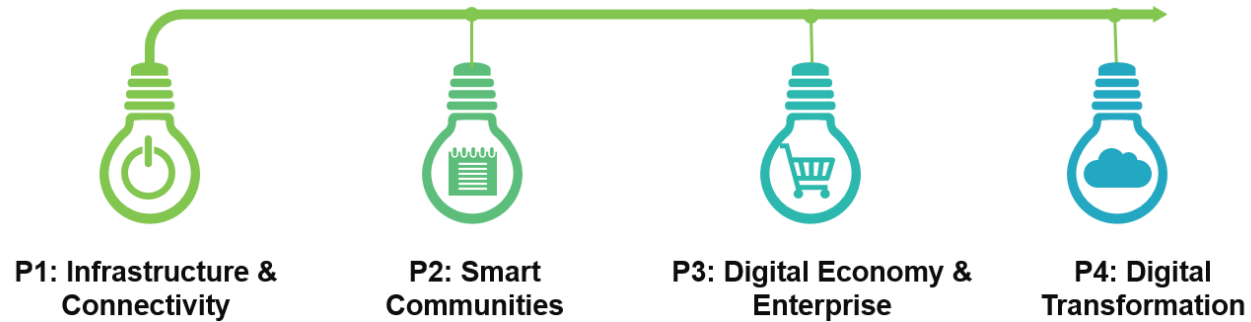 P1: Infrastructure &
Connectivity
P2: Smart
Communities
P3: Digital Economy &
Enterprise
P4: Digital
Transformation